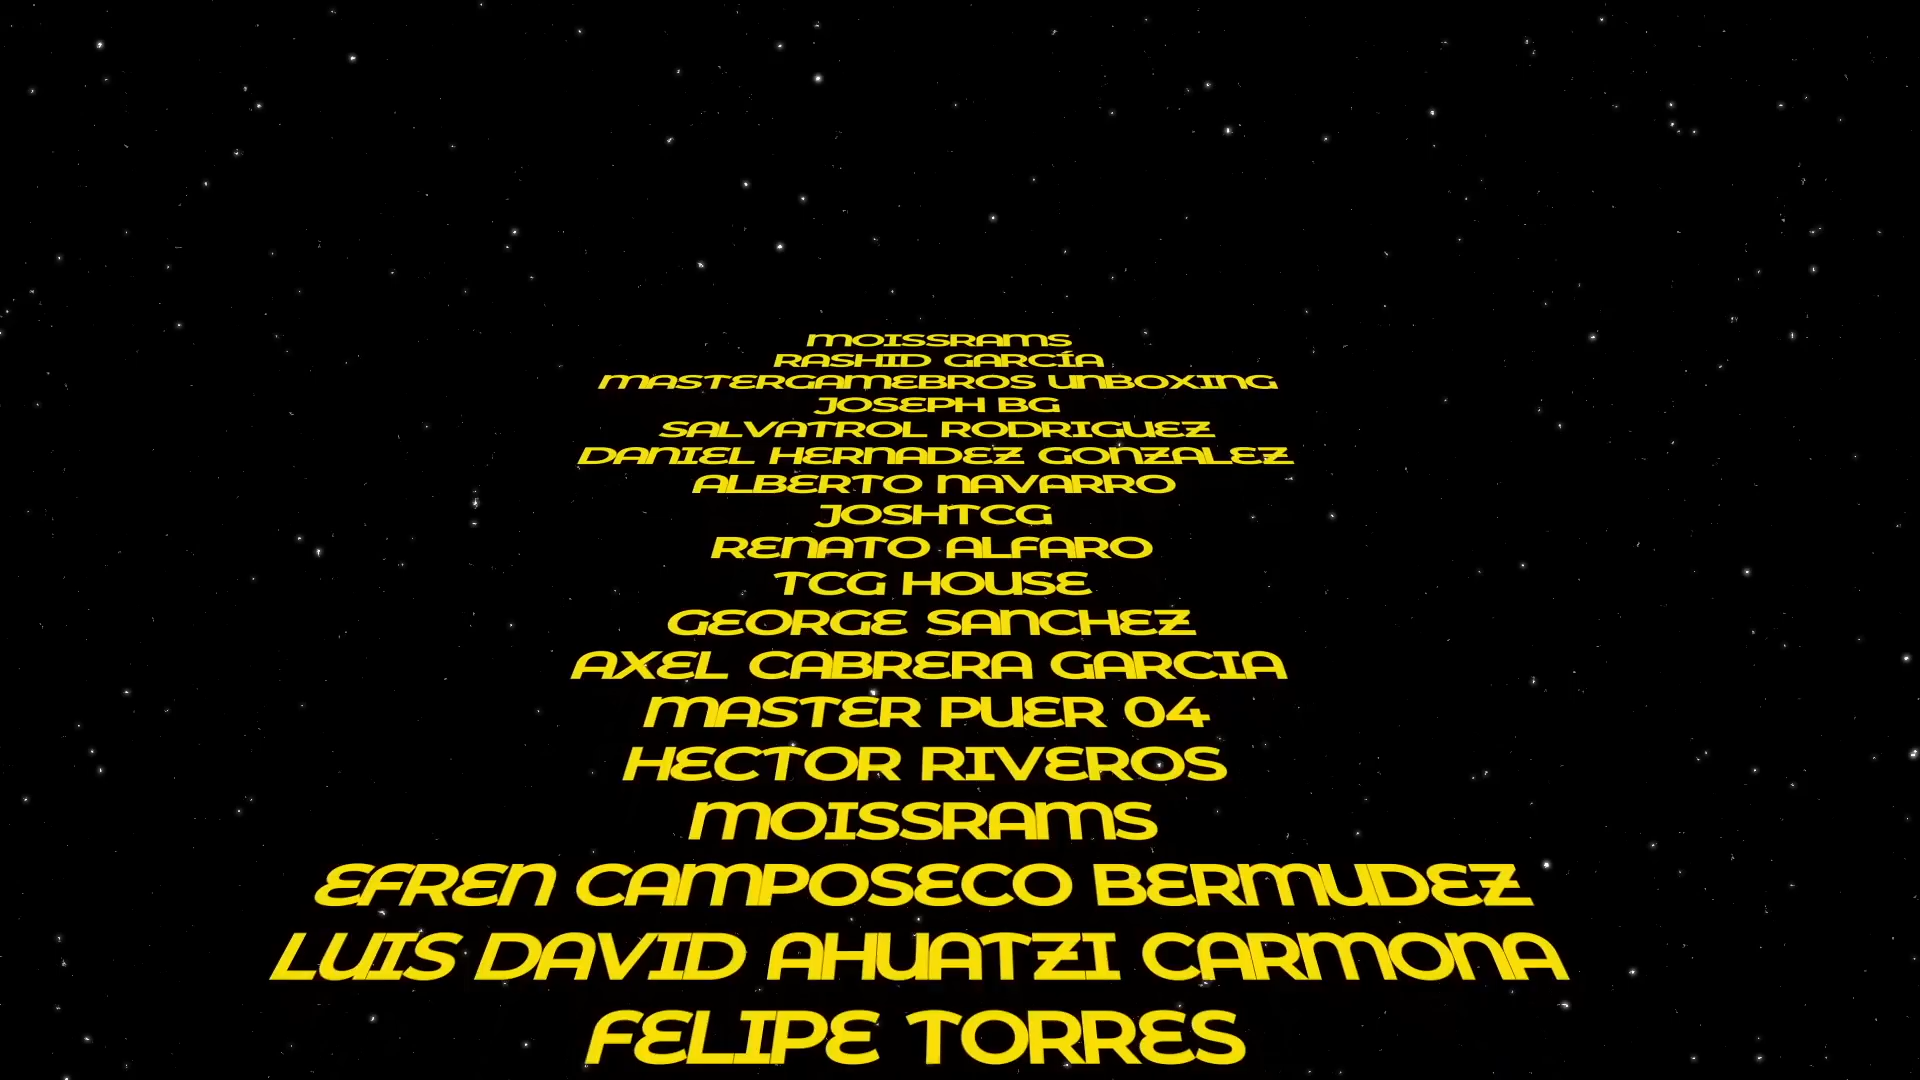 MOISSRAMS
RASHID GARCÍA
MASTERGAMEBROS UNBOXING
JOSEPH BG
SALVATROL RODRIGUEZ
DANIEL HERNADEZ GONZALEZ
ALBERTO NAVARRO
JOSHTCG
RENATO ALFARO
TCG HOUSE
GEORGE SANCHEZ
AXEL CABRERA GARCIA
MASTER PUER 04
HECTOR RIVEROS
MOISSRAMS
EFREN CAMPOSECO BERMUDEZ
LUIS DAVID AHUATZI CARMONA
FELIPE TORRES